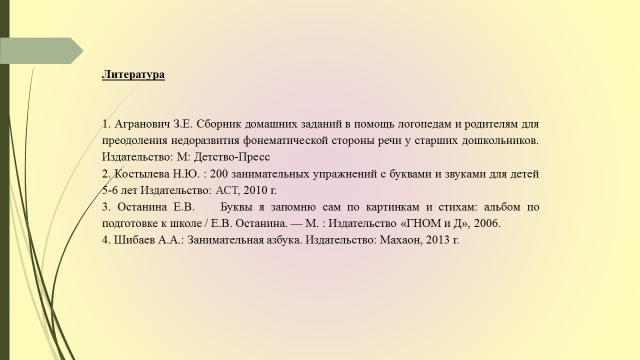 Литература
1. Агранович З.Е. Сборник домашних заданий в помощь логопедам и родителям для
преодоления недоразвития фонематической стороны речи у старших дошкольников.
Издательство: М: Детство-Пресс
2. Костылева Н.Ю. : 200 занимательных упражнений с буквами и звуками для детей
5-6 лет Издательство: АСТ, 2010 г.
3. Останина Е.В. Буквы я запомню сам по картинкам и стихам: альбом по
подготовке к школе / Е.В. Останина. — М. : Издательство «ГНОМ и Д», 2006.
4. Шибаев А.А.: Занимательная азбука. Издательство: Махаон, 2013 г.